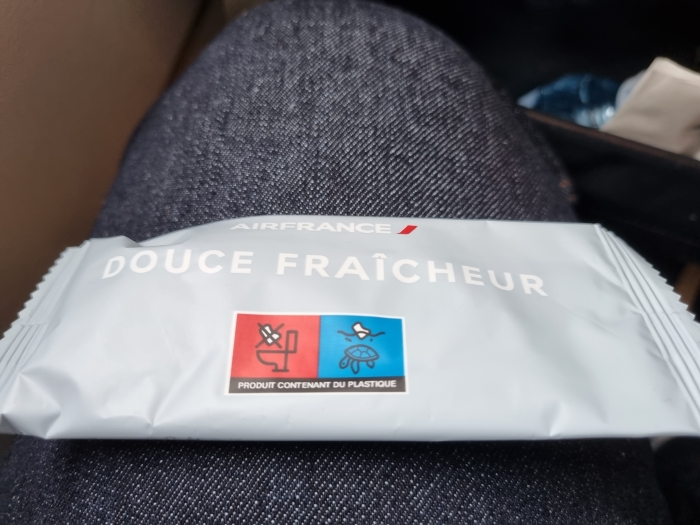 AIRFRANCE
DOUCE FRAÎCHEUR
PRODUIT CONTENANT DU PLASTIQUE